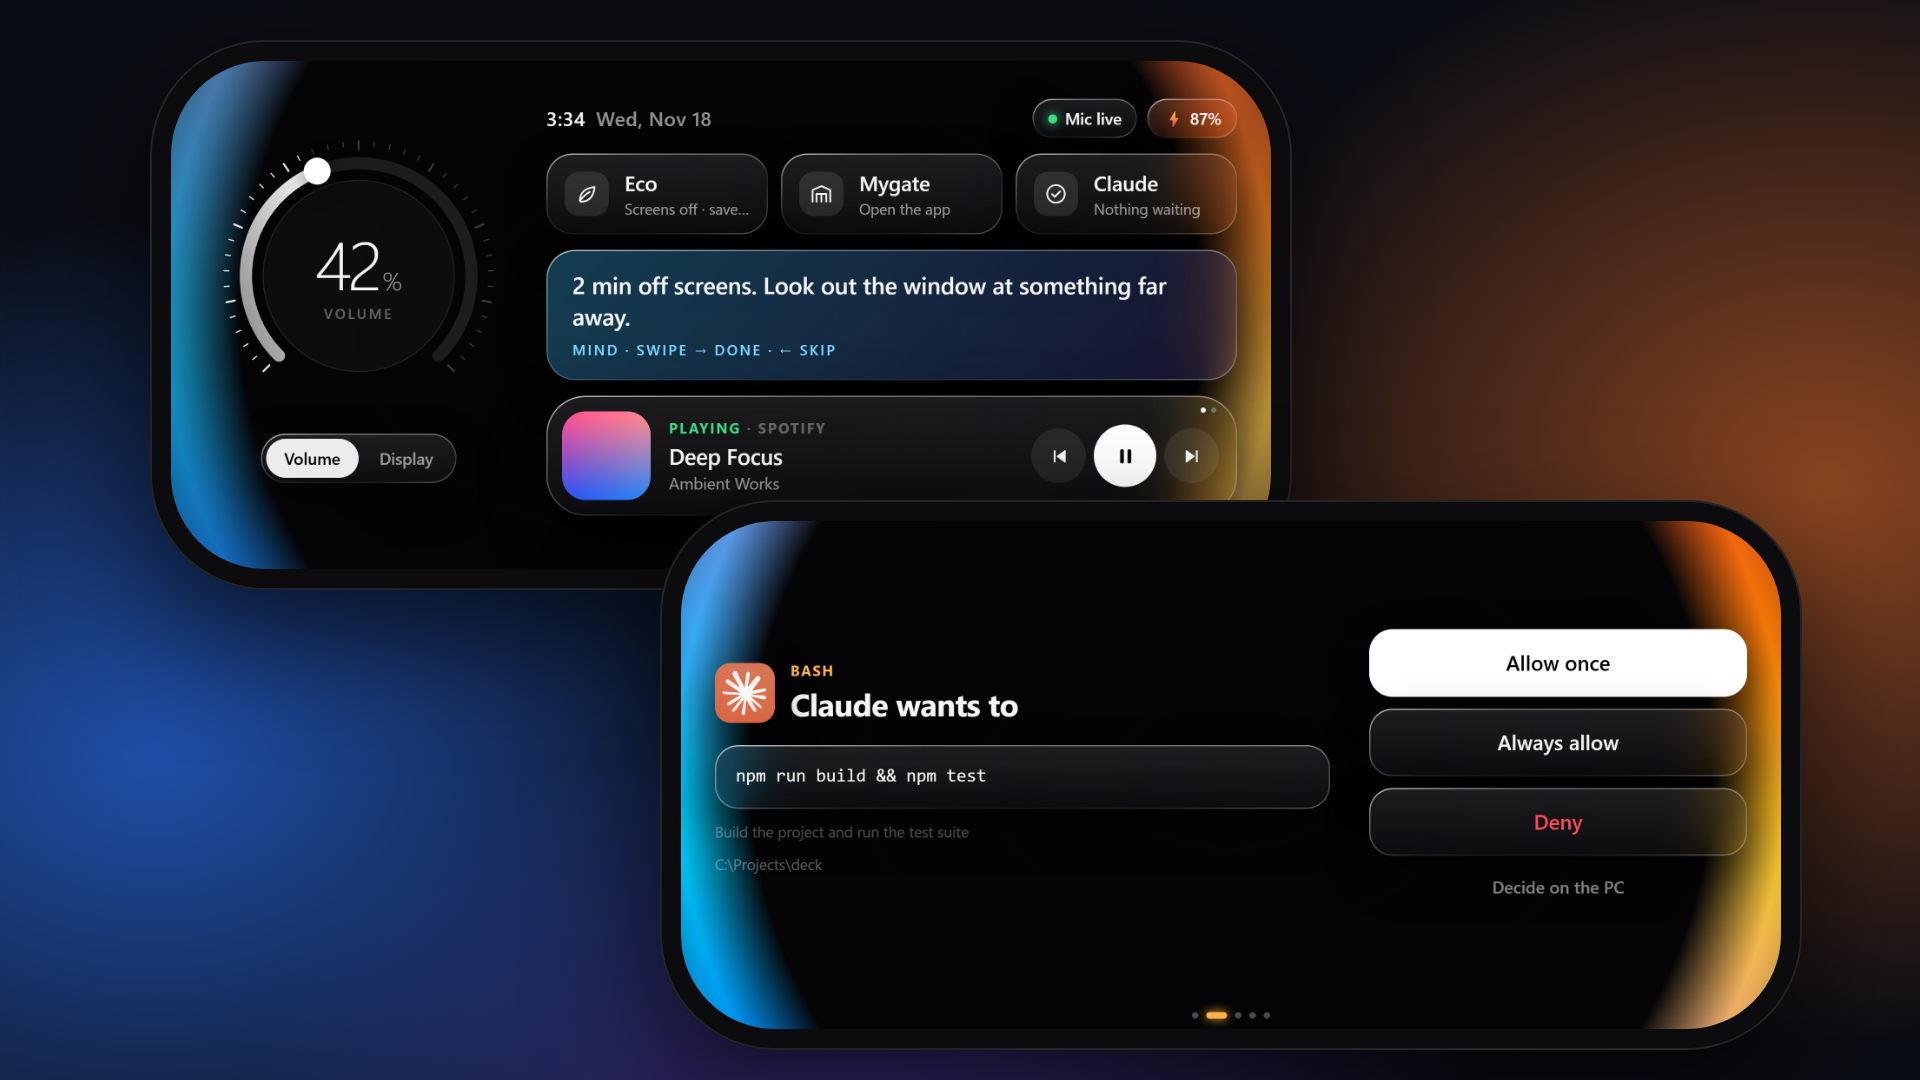 3:34 Wed, Nov 18
Mic live
87%
42%
VOLUME
Volume
Display
Eco
Screens off · save...
Mygate
Open the app
Claude
Nothing waiting
2 min off screens. Look out the window at something far
away.
MIND · SWIPE → DONE · ← SKIP
PLAYING · SPOTIFY
Deep Focus
Ambient Works
BASH
Claude wants to
npm run build && npm test
Build the project and run the test suite
C:\Projects\deck
Allow once
Always allow
Deny
Decide on the PC